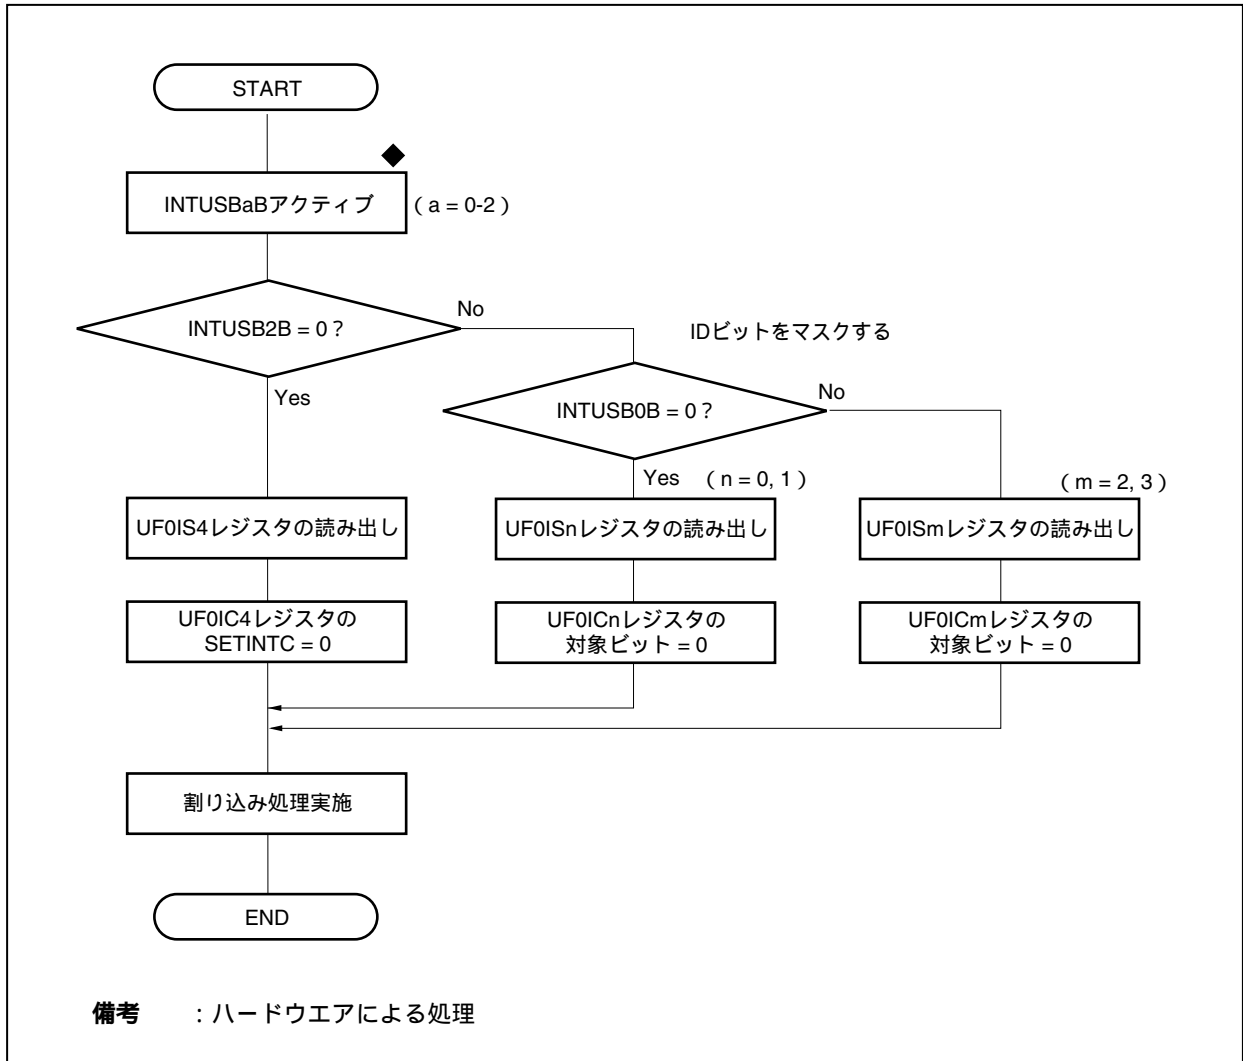 START
INTUSBaBアクティブ
( a = 0-2 )
INTUSB2B = 0 ?
No
IDビットをマスクする
Yes
INTUSB0B = 0 ?
No
Yes
( n = 0, 1 )
( m = 2, 3 )
UF0IS4レジスタの読み出し
UF0ISnレジスタの読み出し
UF0ISmレジスタの読み出し
UF0IC4レジスタの
SETINTC = 0
UF0ICnレジスタの
対象ビット = 0
UF0ICmレジスタの
対象ビット = 0
割り込み処理実施
END
備考 : ハードウエアによる処理